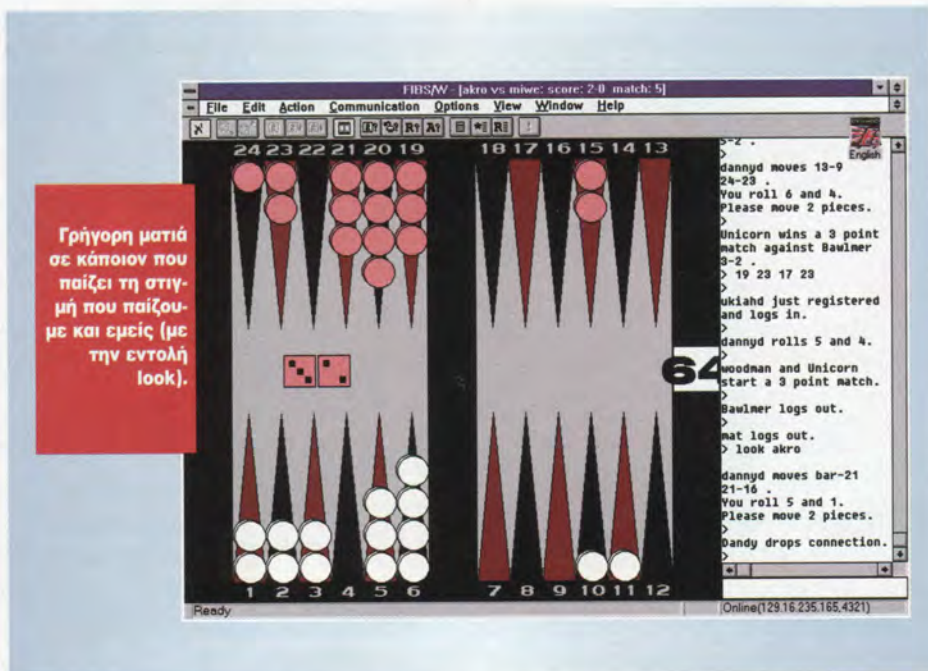 Γρήγορη ματιά
σε κάποιον που
παίζει τη στιγ-
μή που παίζου-
με και εμείς (με
την εντολή
look).
FIBS/W - [akro vs miwe: score: 2-0 match: 5]
File Edit Action Communication Options View Window Help
English
24 23 22 21 20 19 18 17 16 15 14 13
64
1 2 3 4 5 6 7 8 9 10 11 12
3-2 .
>
dannyd moves 13-9
24-23 .
You roll 6 and 4.
Please move 2 pieces.
>
Unicorn wins a 3 point
match against Bawlmer
3-2 .
> 19 23 17 23
>
ukiahd just registered
and logs in.
>
dannyd rolls 5 and 4.
>
woodman and Unicorn
start a 3 point match.
>
Bawlmer logs out.
>
mat logs out.
> look akro
dannyd moves bar-21
21-16 .
You roll 5 and 1.
Please move 2 pieces.
>
Dandy drops connection.
>
Ready
Online(129.16.235.165,4321)